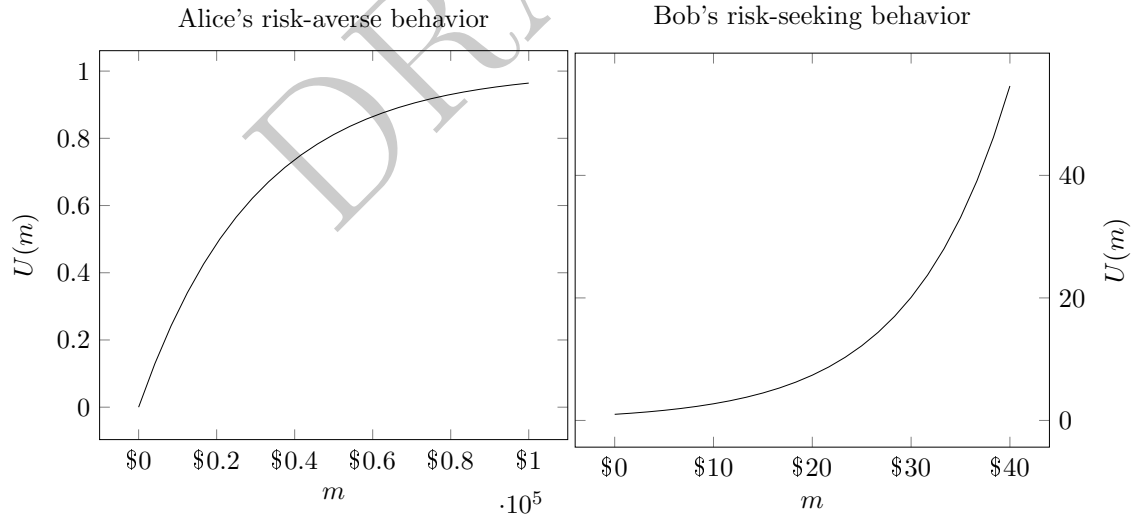 Alice's risk-averse behavior
1
0.8
0.6
0.4
0.2
0
U(m)
$0 $0.2 $0.4 $0.6 $0.8 $1
m
·10^5
Bob's risk-seeking behavior
40
20
0
U(m)
$0 $10 $20 $30 $40
m